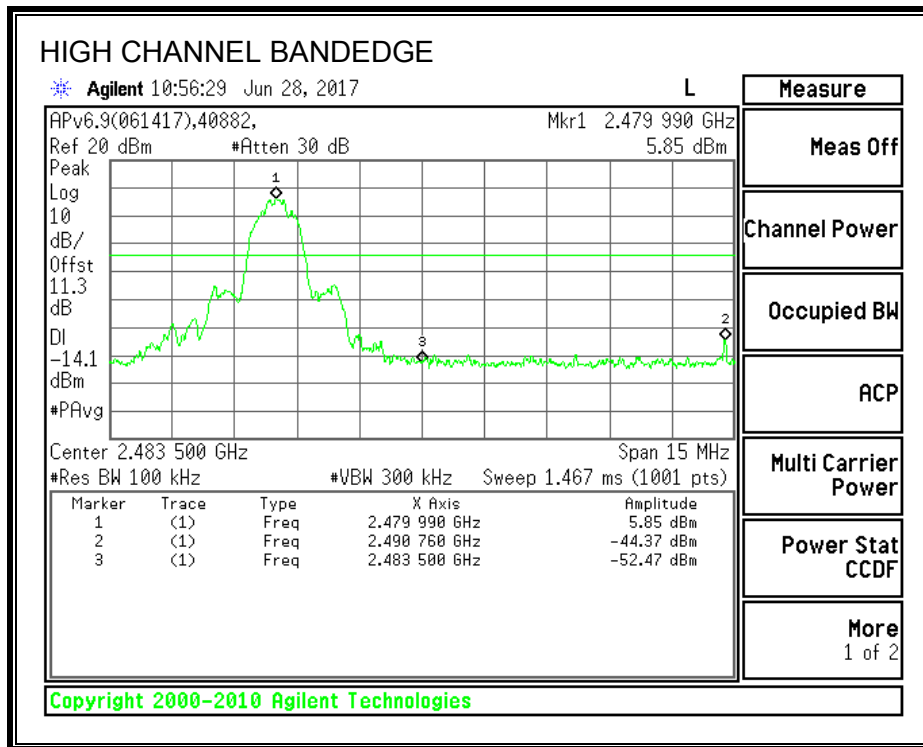 HIGH CHANNEL BANDEDGE
Agilent 10:56:29 Jun 28, 2017 L
APv6.9(061417),40882, Mkr1 2.479 990 GHz
Ref 20 dBm #Atten 30 dB 5.85 dBm
Peak
Log
10
dB/
Offst
11.3
dB
DI
-14.1
dBm
#PAvg
1
2
3
Center 2.483 500 GHz Span 15 MHz
#Res BW 100 kHz #VBW 300 kHz Sweep 1.467 ms (1001 pts)
Marker Trace Type X Axis Amplitude
1 (1) Freq 2.479 990 GHz 5.85 dBm
2 (1) Freq 2.490 760 GHz -44.37 dBm
3 (1) Freq 2.483 500 GHz -52.47 dBm
Measure
Meas Off
Channel Power
Occupied BW
ACP
Multi Carrier
Power
Power Stat
CCDF
More
1 of 2
Copyright 2000-2010 Agilent Technologies